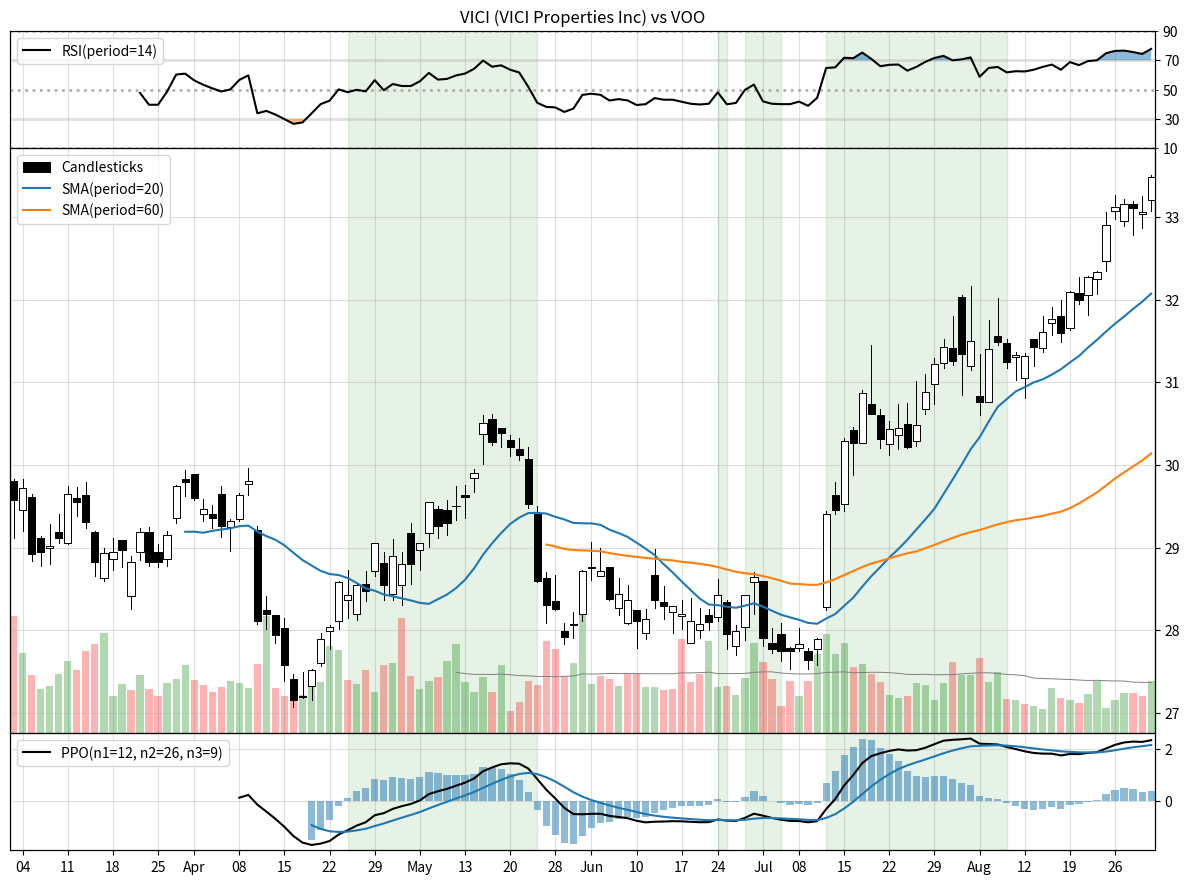 VICI (VICI Properties Inc) vs VOO
RSI(period=14)
90
70
50
30
10
Candlesticks
SMA(period=20)
SMA(period=60)
33
32
31
30
29
28
27
PPO(n1=12, n2=26, n3=9)
2
0
04 11 18 25 Apr 08 15 22 29 May 13 20 28 Jun 10 17 24 Jul 08 15 22 29 Aug 12 19 26